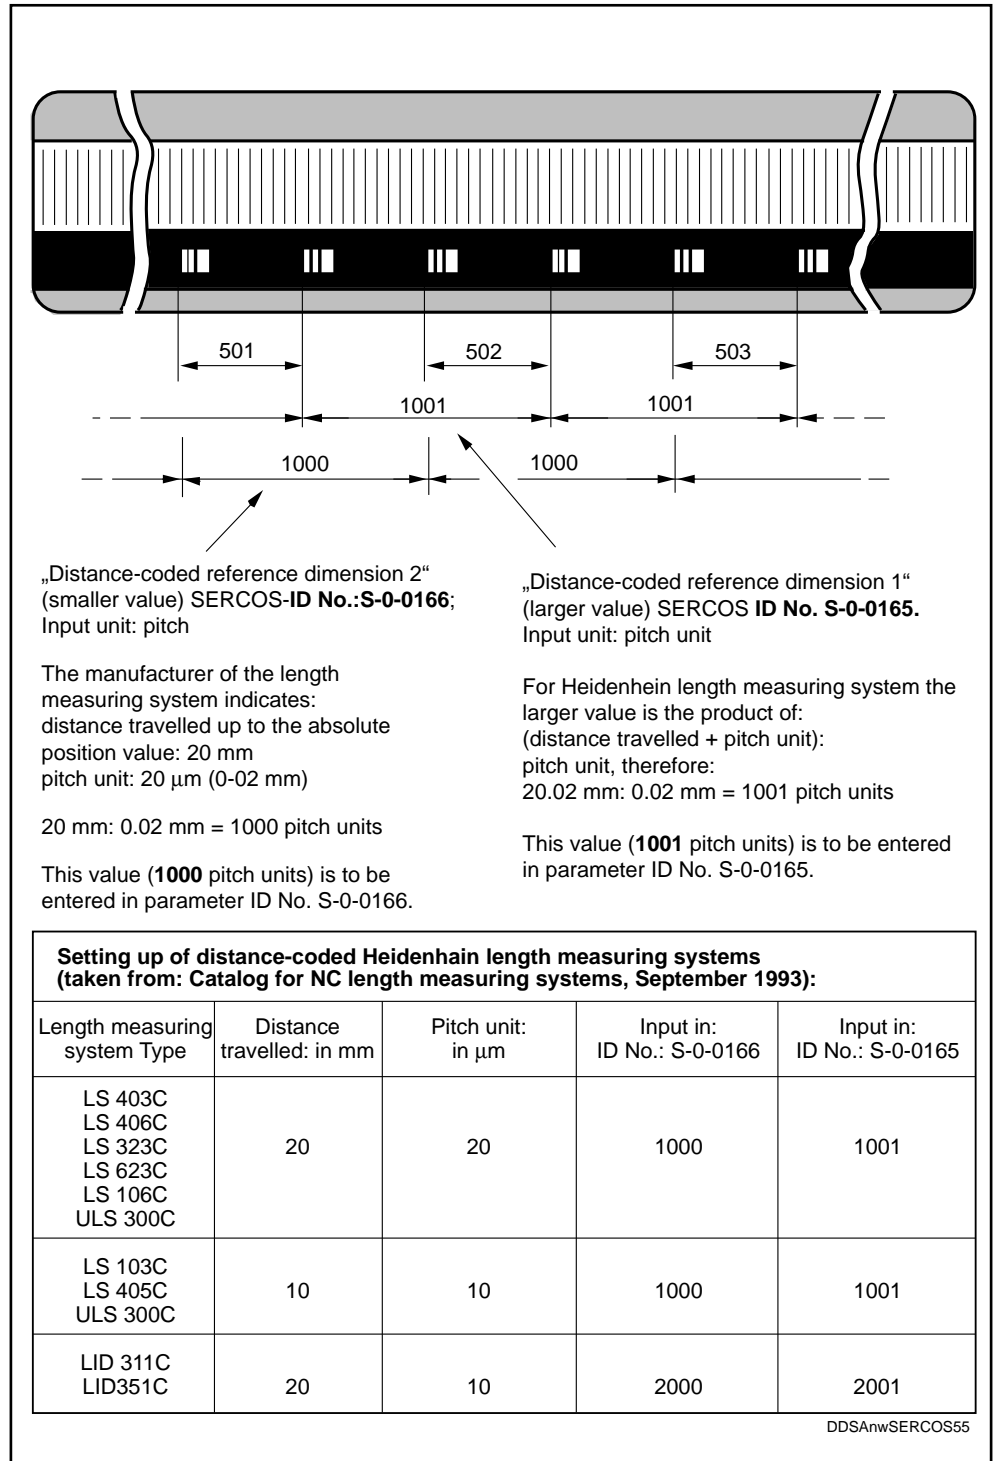 501
502
503
1001
1001
1000
1000
„Distance-coded reference dimension 2“
(smaller value) SERCOS-ID No.:S-0-0166;
Input unit: pitch
The manufacturer of the length
measuring system indicates:
distance travelled up to the absolute
position value: 20 mm
pitch unit: 20 μm (0-02 mm)
20 mm: 0.02 mm = 1000 pitch units
This value (1000 pitch units) is to be
entered in parameter ID No. S-0-0166.
„Distance-coded reference dimension 1“
(larger value) SERCOS ID No. S-0-0165.
Input unit: pitch unit
For Heidenhein length measuring system the
larger value is the product of:
(distance travelled + pitch unit):
pitch unit, therefore:
20.02 mm: 0.02 mm = 1001 pitch units
This value (1001 pitch units) is to be entered
in parameter ID No. S-0-0165.
Setting up of distance-coded Heidenhain length measuring systems
(taken from: Catalog for NC length measuring systems, September 1993):
Length measuring
system Type
Distance
travelled: in mm
Pitch unit:
in μm
Input in:
ID No.: S-0-0166
Input in:
ID No.: S-0-0165
LS 403C
LS 406C
LS 323C
LS 623C
LS 106C
ULS 300C
20
20
1000
1001
LS 103C
LS 405C
ULS 300C
10
10
1000
1001
LID 311C
LID351C
20
10
2000
2001
DDSAnwSERCOS55